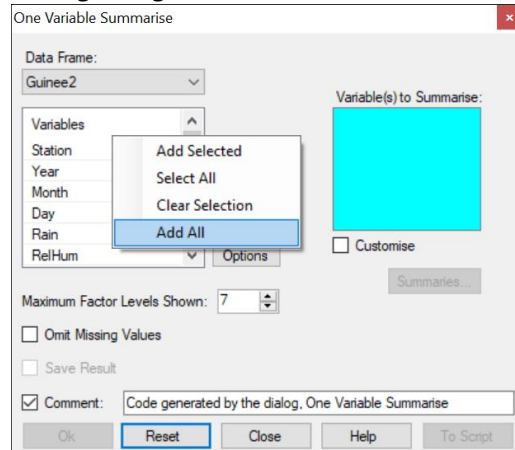 One Variable Summarise
×
Data Frame:
Guinee2
Variable(s) to Summarise:
Variables
Station
Year
Month
Day
Rain
RelHum
Add Selected
Select All
Clear Selection
Add All
Options
Customise
Summaries...
Maximum Factor Levels Shown: 7
Omit Missing Values
Save Result
Comment: Code generated by the dialog, One Variable Summarise
Ok Reset Close Help To Script